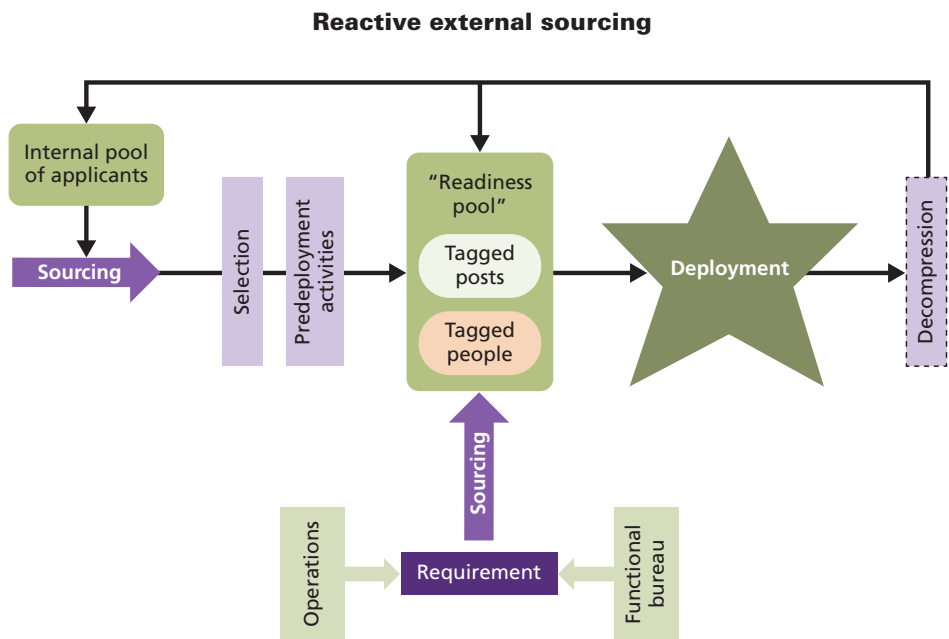 Reactive external sourcing
Internal pool
of applicants
Sourcing
Selection
Predeployment
activities
“Readiness
pool”
Tagged
posts
Tagged
people
Deployment
Decompression
Sourcing
Operations
Requirement
Functional
bureau